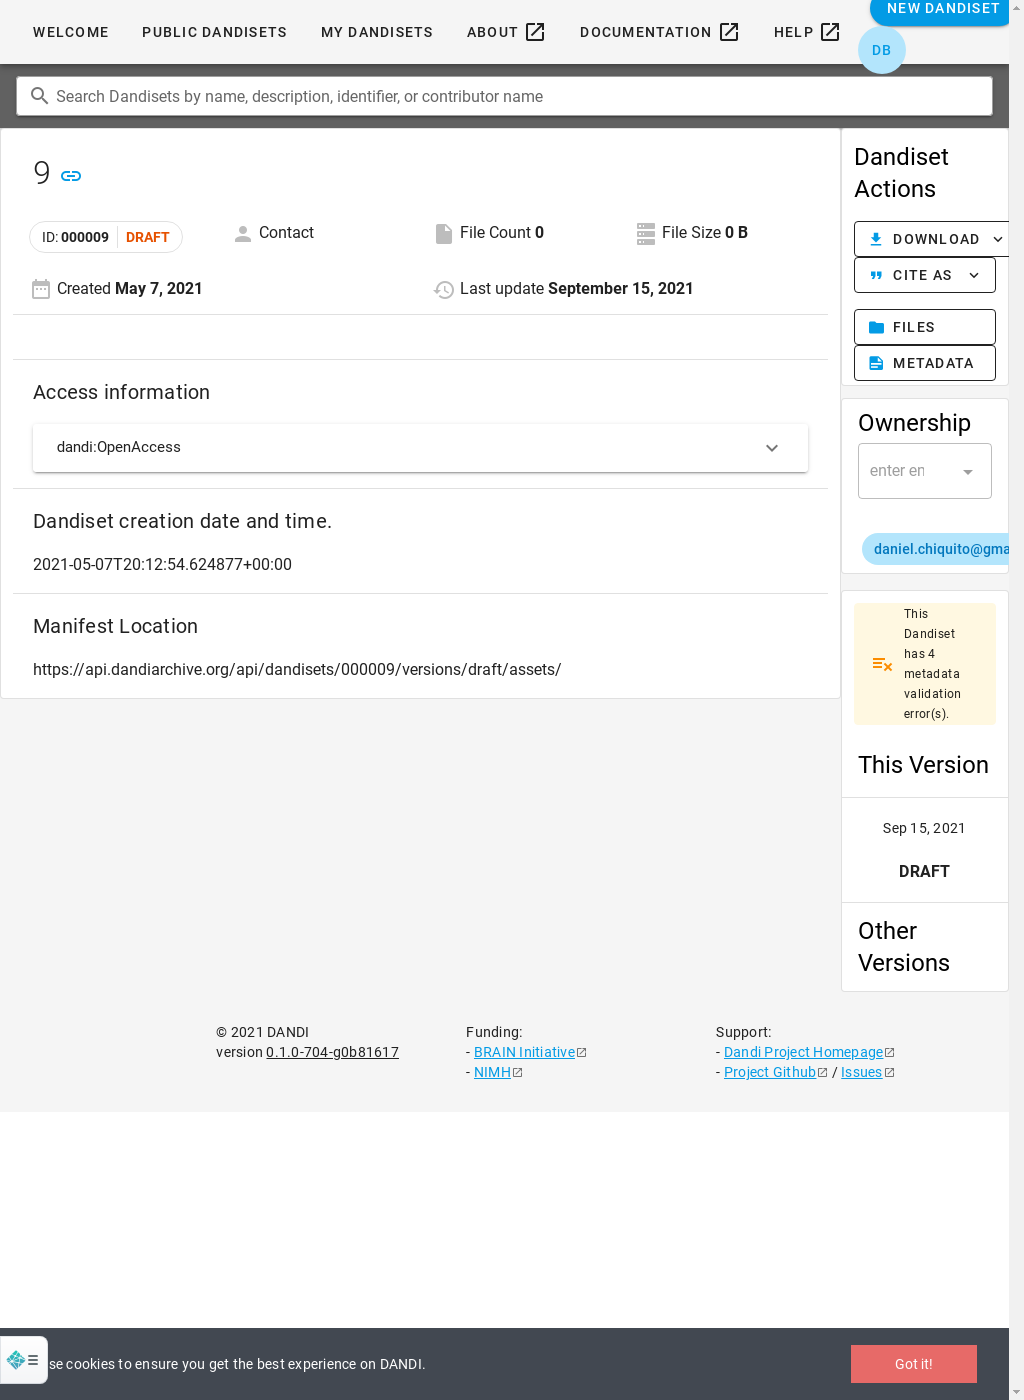 NEW DANDISET
WELCOME PUBLIC DANDISETS MY DANDISETS ABOUT DOCUMENTATION HELP
DB
Search Dandisets by name, description, identifier, or contributor name
9
ID: 000009 DRAFT
Contact
File Count 0
File Size 0 B
Created May 7, 2021
Last update September 15, 2021
Access information
dandi:OpenAccess
Dandiset creation date and time.
2021-05-07T20:12:54.624877+00:00
Manifest Location
https://api.dandiarchive.org/api/dandisets/000009/versions/draft/assets/
Dandiset
Actions
DOWNLOAD
CITE AS
FILES
METADATA
Ownership
enter en
daniel.chiquito@gma
This
Dandiset
has 4
metadata
validation
error(s).
This Version
Sep 15, 2021
DRAFT
Other
Versions
© 2021 DANDI
version 0.1.0-704-g0b81617
Funding:
- BRAIN Initiative
- NIMH
Support:
- Dandi Project Homepage
- Project Github / Issues
se cookies to ensure you get the best experience on DANDI.
Got it!